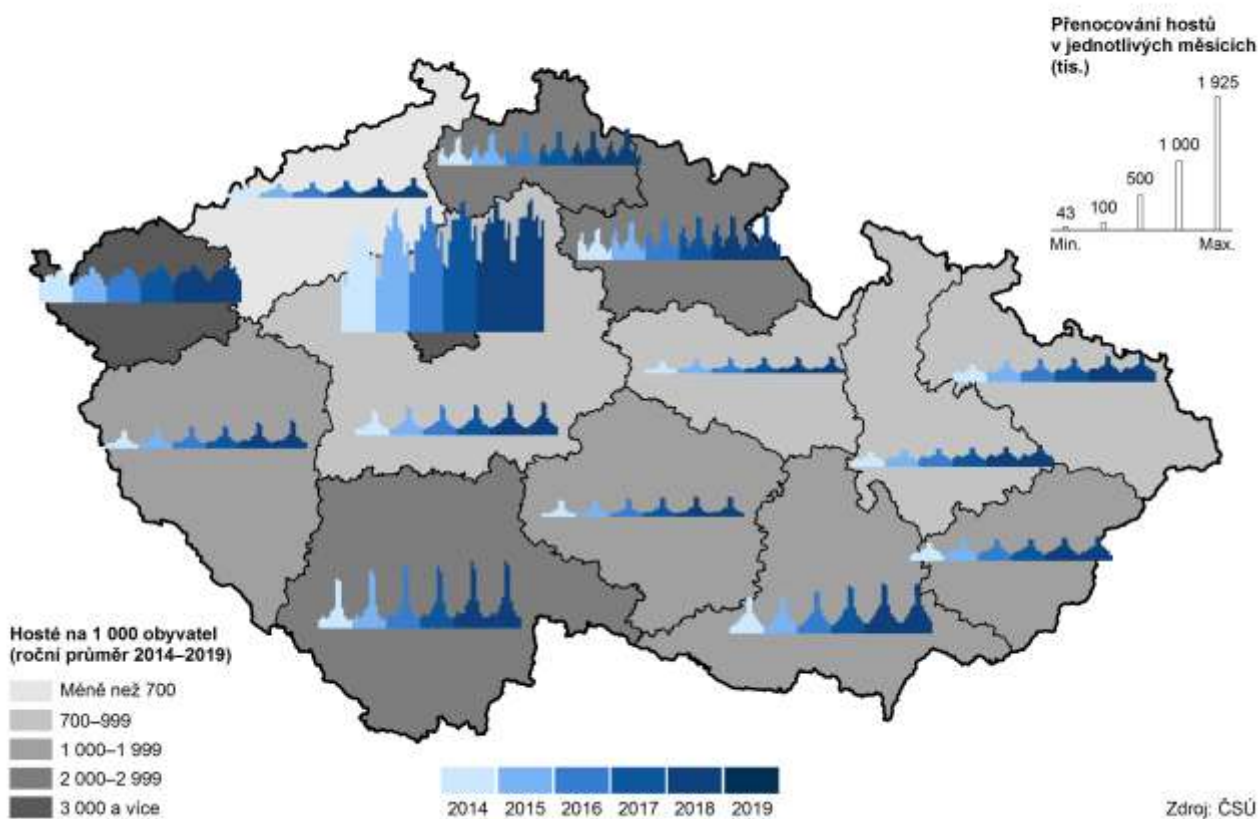 Přenocování hostů
v jednotlivých měsících
(tis.)
1 925
1 000
500
100
43
Min.
Max.
Hosté na 1 000 obyvatel
(roční průměr 2014–2019)
Méně než 700
700–999
1 000–1 999
2 000–2 999
3 000 a více
2014 2015 2016 2017 2018 2019
Zdroj: ČSÚ